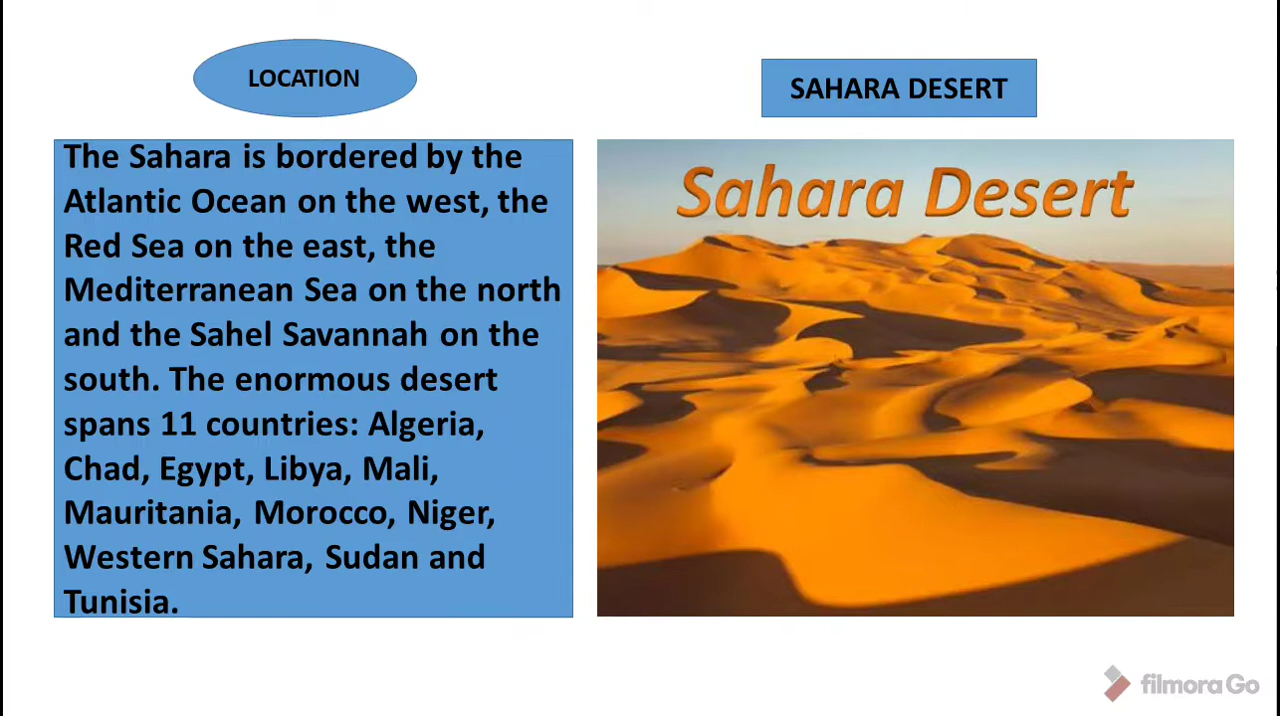 LOCATION
SAHARA DESERT
The Sahara is bordered by the
Atlantic Ocean on the west, the
Red Sea on the east, the
Mediterranean Sea on the north
and the Sahel Savannah on the
south. The enormous desert
spans 11 countries: Algeria,
Chad, Egypt, Libya, Mali,
Mauritania, Morocco, Niger,
Western Sahara, Sudan and
Tunisia.
Sahara Desert
filmoraGo